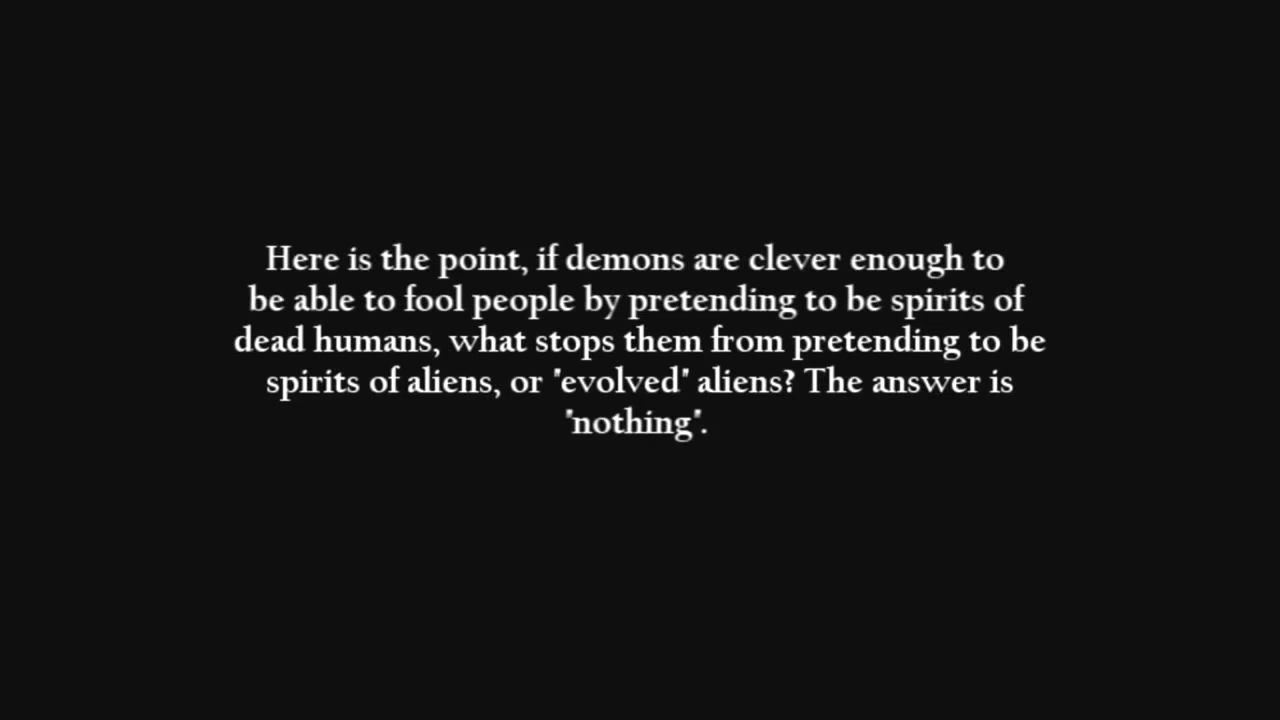 Here is the point, if demons are clever enough to
be able to fool people by pretending to be spirits of
dead humans, what stops them from pretending to be
spirits of aliens, or "evolved" aliens? The answer is
"nothing".